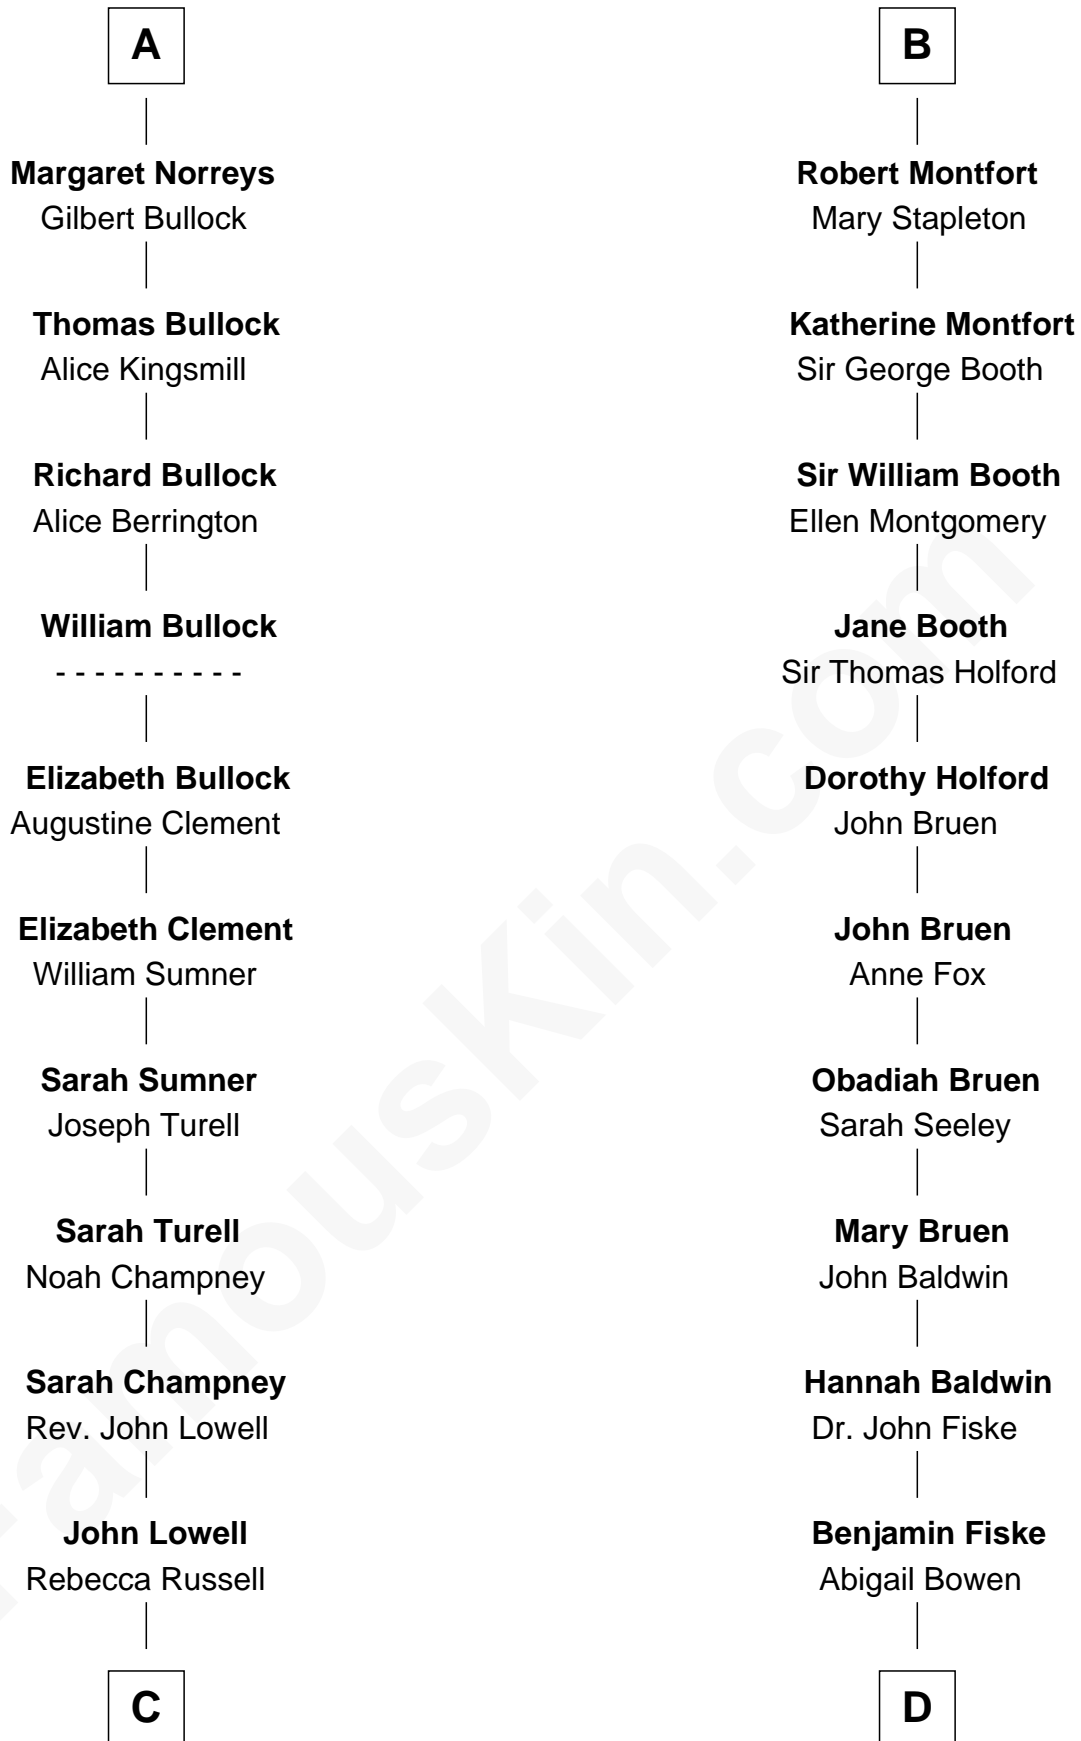 A
Margaret Norreys
Gilbert Bullock
Thomas Bullock
Alice Kingsmill
Richard Bullock
Alice Berrington
William Bullock
- - - - - - - - - -
Elizabeth Bullock
Augustine Clement
Elizabeth Clement
William Sumner
Sarah Sumner
Joseph Turell
Sarah Turell
Noah Champney
Sarah Champney
Rev. John Lowell
John Lowell
Rebecca Russell
C
B
Robert Montfort
Mary Stapleton
Katherine Montfort
Sir George Booth
Sir William Booth
Ellen Montgomery
Jane Booth
Sir Thomas Holford
Dorothy Holford
John Bruen
John Bruen
Anne Fox
Obadiah Bruen
Sarah Seeley
Mary Bruen
John Baldwin
Hannah Baldwin
Dr. John Fiske
Benjamin Fiske
Abigail Bowen
D
FamousKin.com